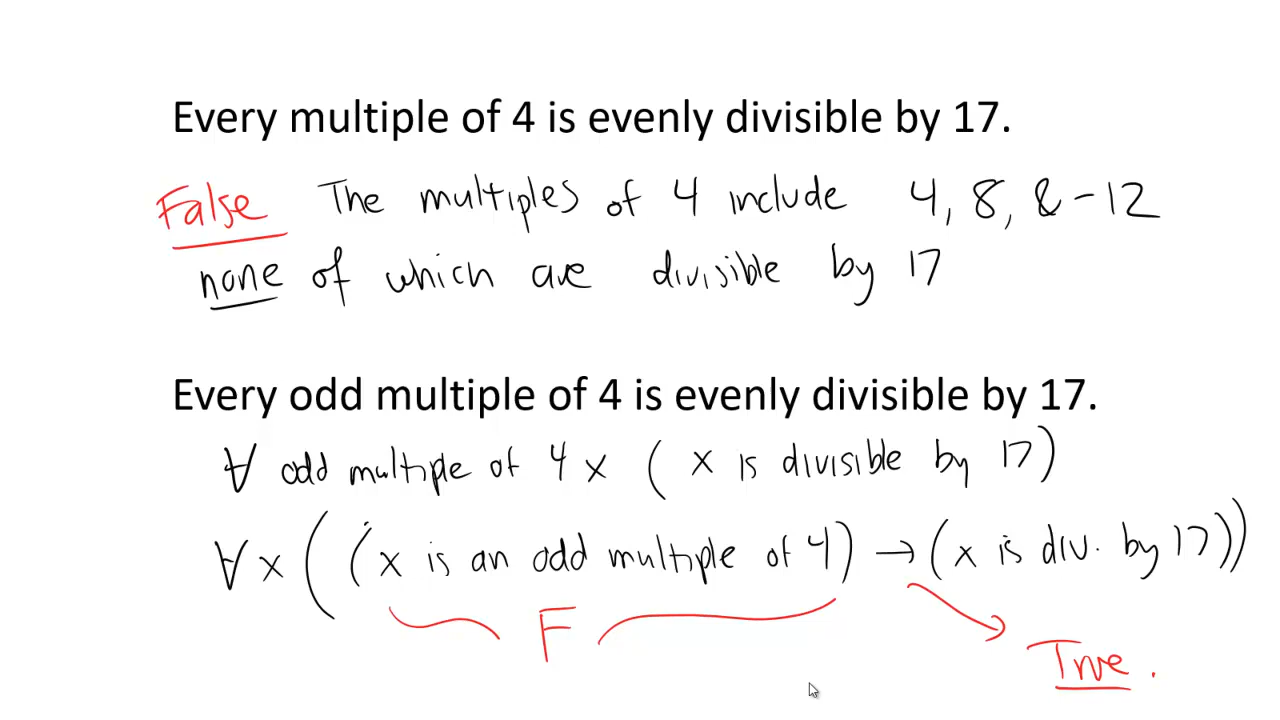 Every multiple of 4 is evenly divisible by 17.
False The multiples of 4 include 4, 8, & -12
none of which are divisible by 17
Every odd multiple of 4 is evenly divisible by 17.
∀ odd multiple of 4 x ( x is divisible by 17)
∀ x ( ( x is an odd multiple of 4) → (x is div. by 17))
F
True.